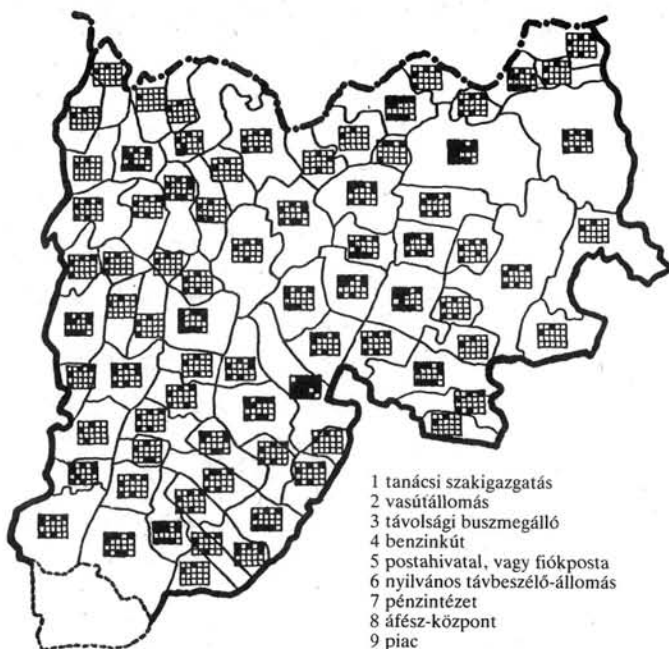 1 tanácsi szakigazgatás
2 vasútállomás
3 távolsági buszmegálló
4 benzinkút
5 postahivatal, vagy fiókposta
6 nyilvános távbeszélő-állomás
7 pénzintézet
8 áfész-központ
9 piac